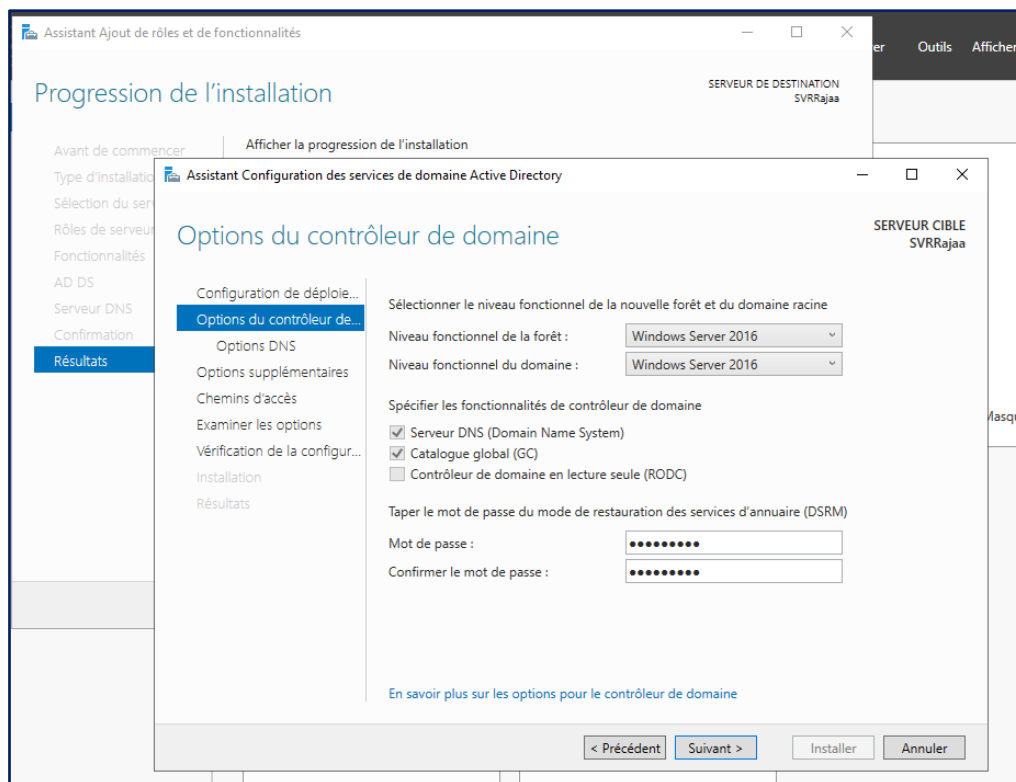 Assistant Ajout de rôles et de fonctionnalités
Outils Afficher
Progression de l'installation
SERVEUR DE DESTINATION
SVRRajaa
Avant de commencer
Afficher la progression de l'installation
Rôles de serveur
Fonctionnalités
AD DS
Serveur DNS
Confirmation
Résultats
Assistant Configuration des services de domaine Active Directory
Options du contrôleur de domaine
SERVEUR CIBLE
SVRRajaa
Configuration de déploie...
Options du contrôleur de...
Options DNS
Options supplémentaires
Chemins d'accès
Examiner les options
Vérification de la configur...
Installation
Résultats
Sélectionner le niveau fonctionnel de la nouvelle forêt et du domaine racine
Niveau fonctionnel de la forêt : Windows Server 2016
Niveau fonctionnel du domaine : Windows Server 2016
Spécifier les fonctionnalités de contrôleur de domaine
Serveur DNS (Domain Name System)
Catalogue global (GC)
Contrôleur de domaine en lecture seule (RODC)
Taper le mot de passe du mode de restauration des services d'annuaire (DSRM)
Mot de passe : •••••••••
Confirmer le mot de passe : •••••••••
En savoir plus sur les options pour le contrôleur de domaine
< Précédent Suivant > Installer Annuler